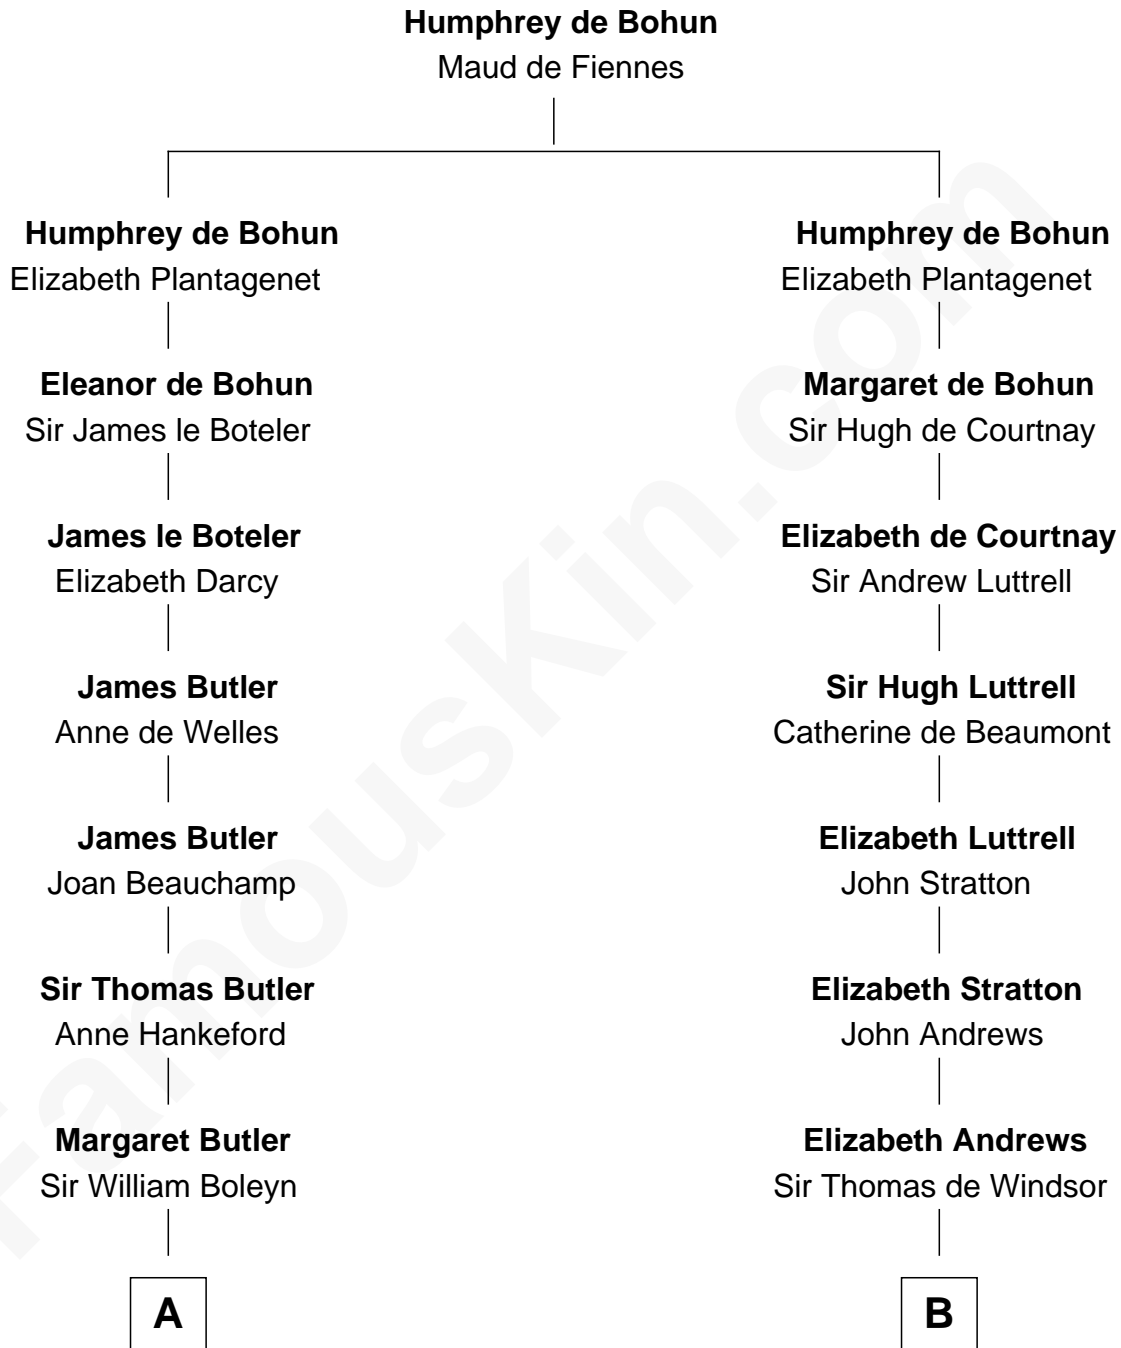 Humphrey de Bohun
Maud de Fiennes
Humphrey de Bohun
Elizabeth Plantagenet
Eleanor de Bohun
Sir James le Boteler
James le Boteler
Elizabeth Darcy
James Butler
Anne de Welles
James Butler
Joan Beauchamp
Sir Thomas Butler
Anne Hankeford
Margaret Butler
Sir William Boleyn
A
Humphrey de Bohun
Elizabeth Plantagenet
Margaret de Bohun
Sir Hugh de Courtnay
Elizabeth de Courtnay
Sir Andrew Luttrell
Sir Hugh Luttrell
Catherine de Beaumont
Elizabeth Luttrell
John Stratton
Elizabeth Stratton
John Andrews
Elizabeth Andrews
Sir Thomas de Windsor
B
FamousKin.com